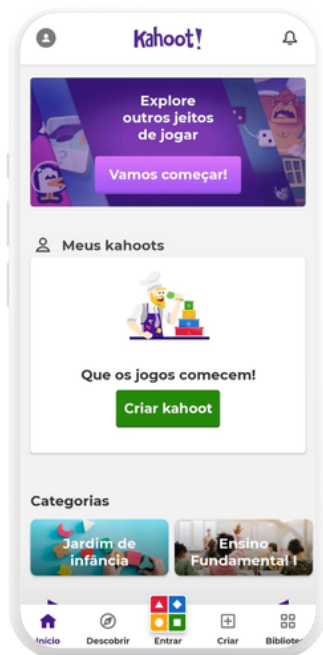 Kahoot!
Explore
outros jeitos
de jogar
Vamos começar!
Meus kahoots
Que os jogos comecem!
Criar kahoot
Categorias
Jardim de
infância
Ensino
Fundamental I
Início
Descobrir
Entrar
Criar
Bibliotec